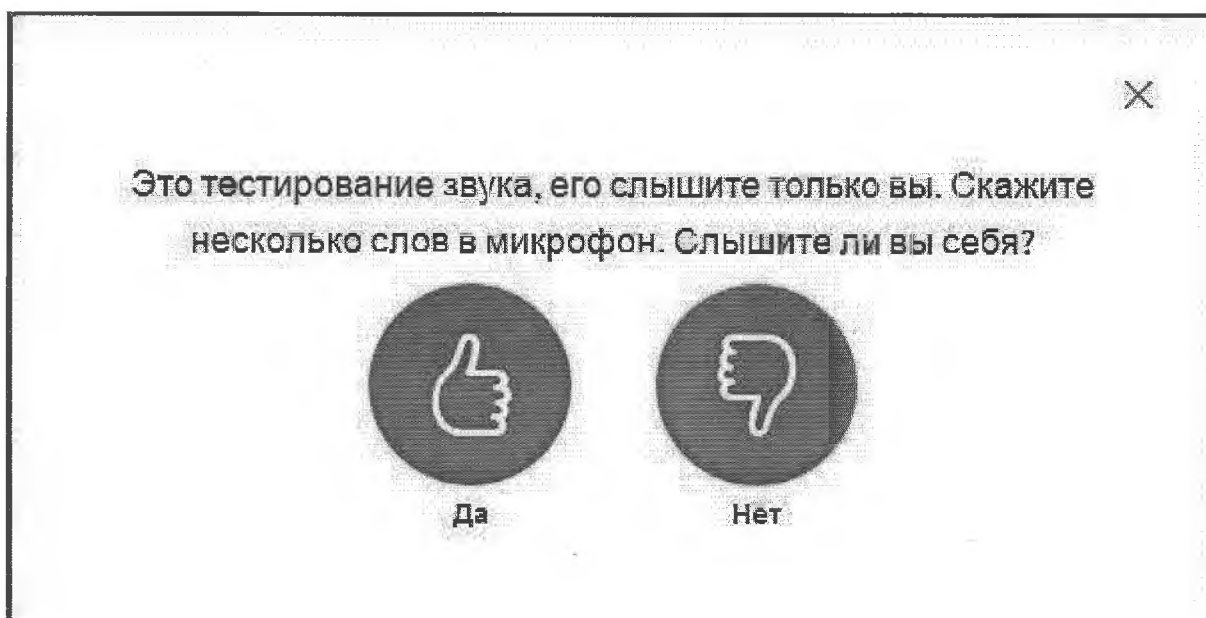 Это тестирование звука, его слышите только вы. Скажите
несколько слов в микрофон. Слышите ли вы себя?
Да
Нет